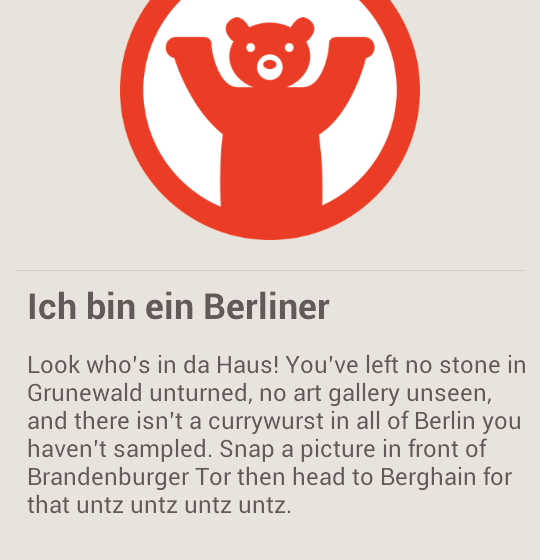 Ich bin ein Berliner
Look who's in da Haus! You've left no stone in
Grunewald unturned, no art gallery unseen,
and there isn't a currywurst in all of Berlin you
haven't sampled. Snap a picture in front of
Brandenburger Tor then head to Berghain for
that untz untz untz untz.